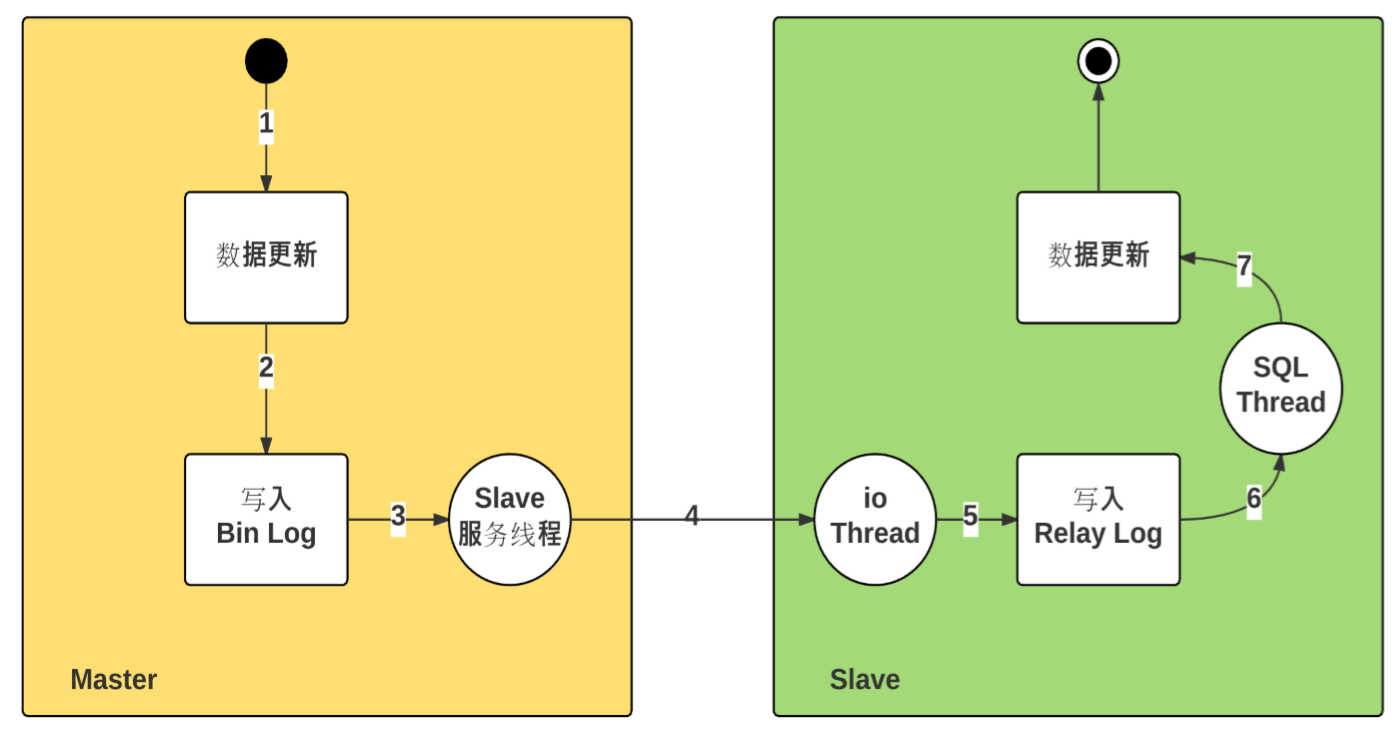 1
数据更新
2
写入
Bin Log
3
Slave
服务线程
Master
4
io
Thread
5
写入
Relay Log
6
SQL
Thread
7
数据更新
Slave